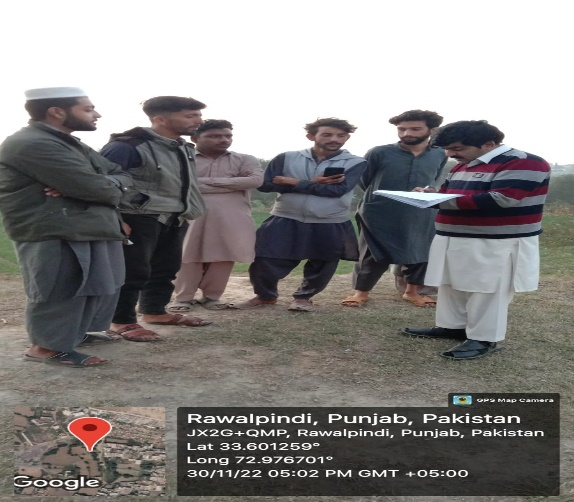 GPS Map Camera
Rawalpindi, Punjab, Pakistan
JX2G+QMP, Rawalpindi, Punjab, Pakistan
Lat 33.601259°
Long 72.976701°
30/11/22 05:02 PM GMT +05:00
Google